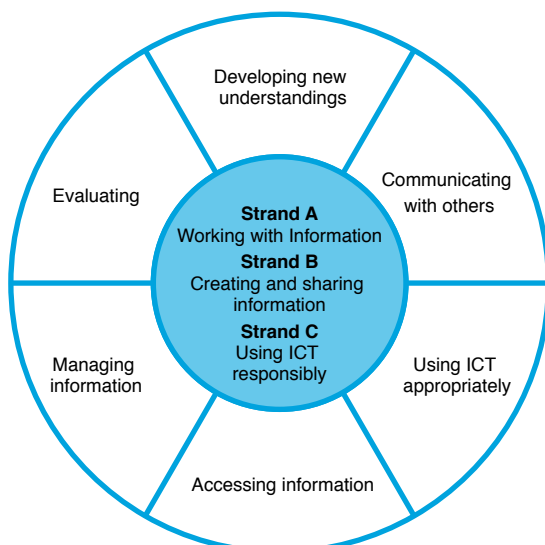 Developing new
understandings
Communicating
with others
Evaluating
Strand A
Working with Information
Strand B
Creating and sharing
information
Strand C
Using ICT
responsibly
Managing
information
Using ICT
appropriately
Accessing information